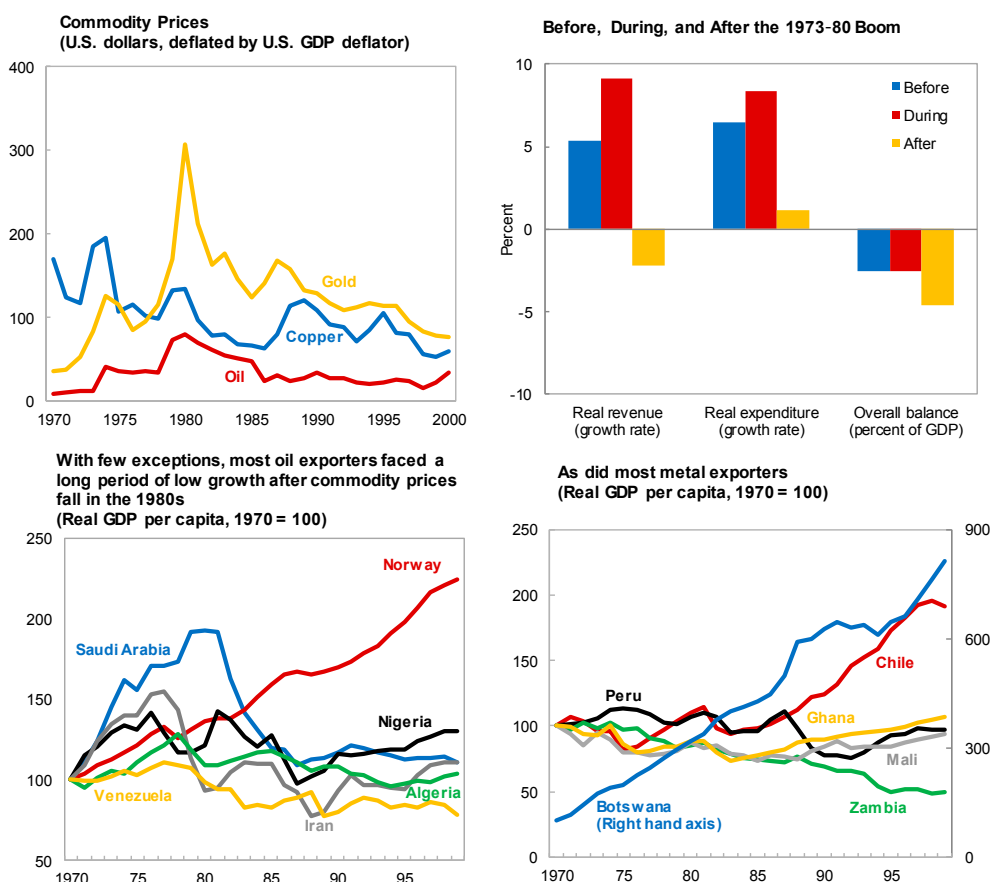 Commodity Prices
(U.S. dollars, deflated by U.S. GDP deflator)
400
300
200
100
0
Gold
Copper
Oil
1970
1975
1980
1985
1990
1995
2000
Before, During, and After the 1973-80 Boom
10
5
0
-5
-10
Percent
Before
During
After
Real revenue
(growth rate)
Real expenditure
(growth rate)
Overall balance
(percent of GDP)
With few exceptions, most oil exporters faced a
long period of low growth after commodity prices
fall in the 1980s
(Real GDP per capita, 1970 = 100)
250
200
150
100
50
Norway
Saudi Arabia
Nigeria
Algeria
Venezuela
Iran
1970
75
80
85
90
95
As did most metal exporters
(Real GDP per capita, 1970 = 100)
250
200
150
100
50
0
900
600
300
0
Peru
Chile
Ghana
Mali
Zambia
Botswana
(Right hand axis)
1970
75
80
85
90
95